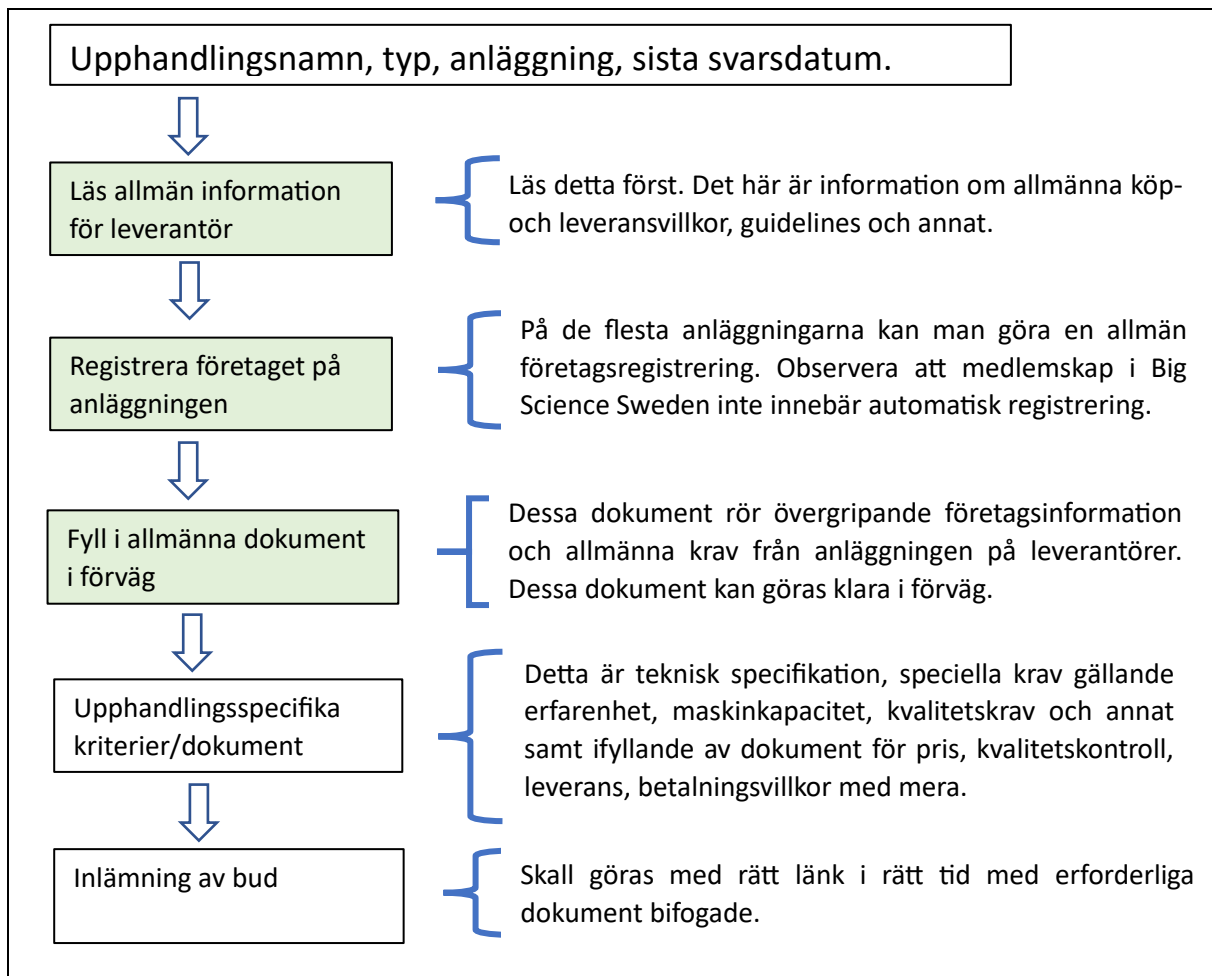 Upphandlingsnamn, typ, anläggning, sista svarsdatum.
Läs allmän information
för leverantör
Läs detta först. Det här är information om allmänna köp-
och leveransvillkor, guidelines och annat.
Registrera företaget på
anläggningen
På de flesta anläggningarna kan man göra en allmän
företagsregistrering. Observera att medlemskap i Big
Science Sweden inte innebär automatisk registrering.
Fyll i allmänna dokument
i förväg
Dessa dokument rör övergripande företagsinformation
och allmänna krav från anläggningen på leverantörer.
Dessa dokument kan göras klara i förväg.
Upphandlingsspecifika
kriterier/dokument
Detta är teknisk specifikation, speciella krav gällande
erfarenhet, maskinkapacitet, kvalitetskrav och annat
samt ifyllande av dokument för pris, kvalitetskontroll,
leverans, betalningsvillkor med mera.
Inlämning av bud
Skall göras med rätt länk i rätt tid med erforderliga
dokument bifogade.